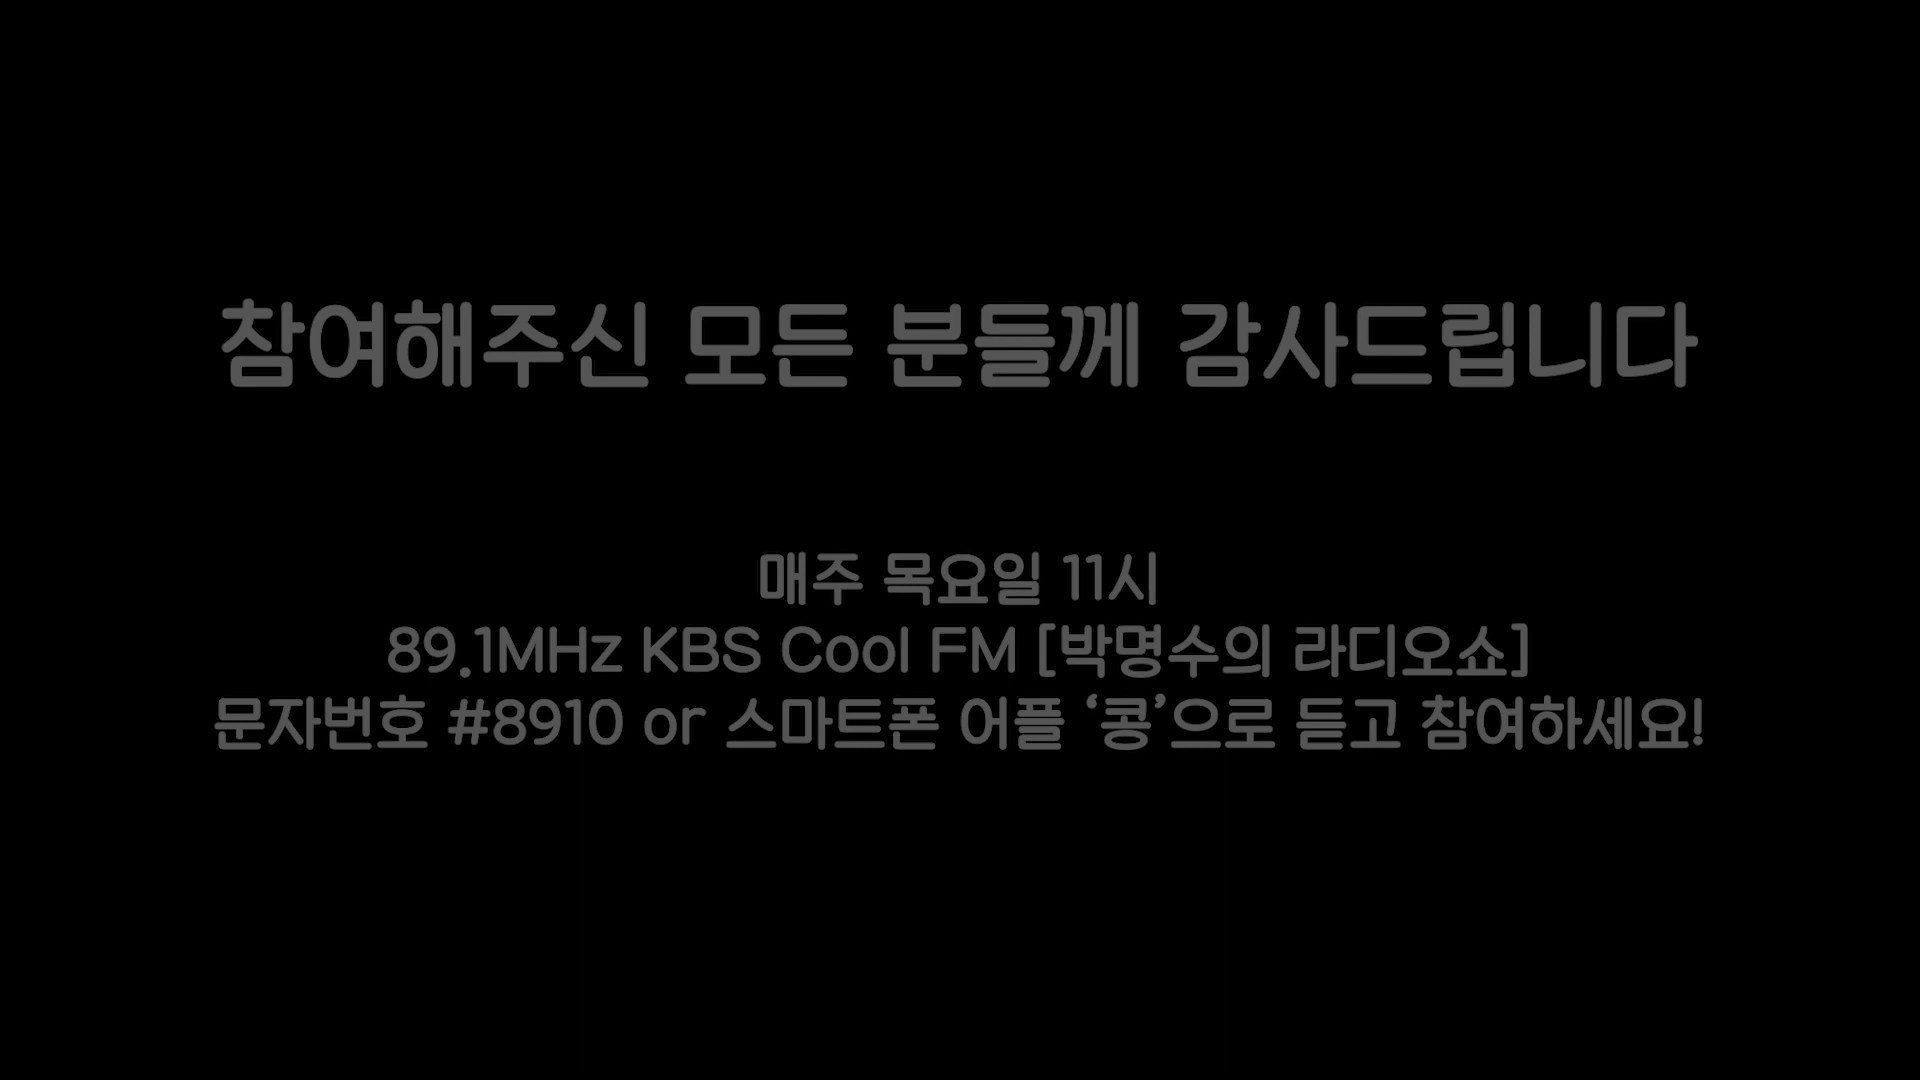 참여해주신 모든 분들께 감사드립니다
매주 목요일 11시
89.1MHz KBS Cool FM [박명수의 라디오쇼]
문자번호 #8910 or 스마트폰 어플 ‘콩’으로 듣고 참여하세요!